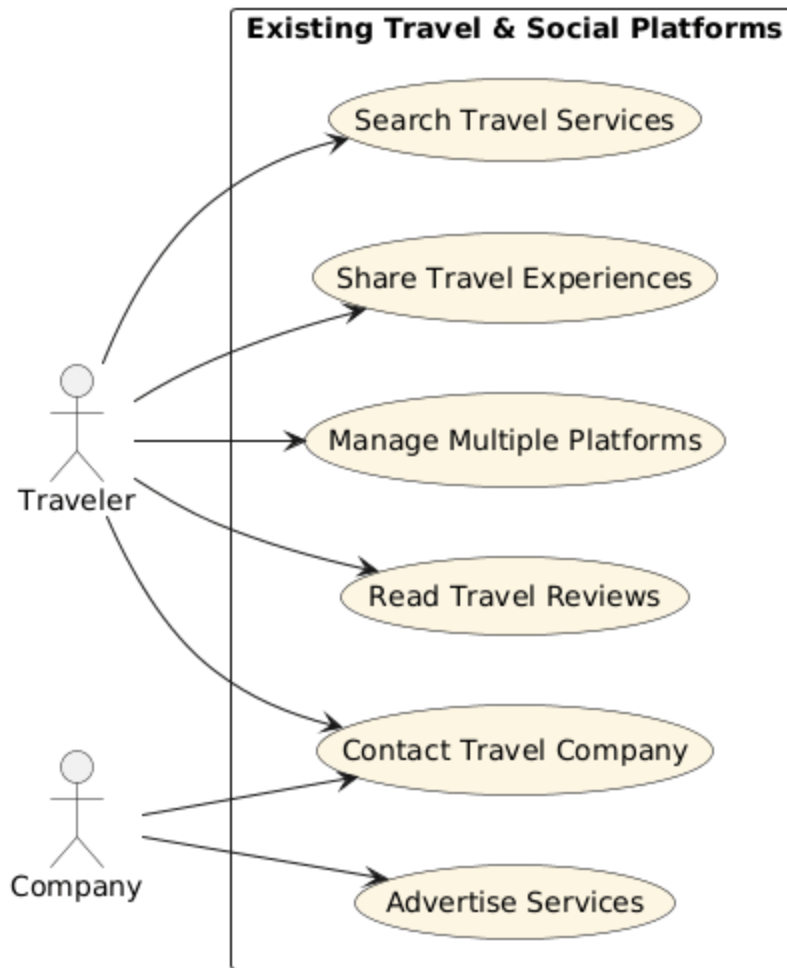 Existing Travel & Social Platforms
Search Travel Services
Share Travel Experiences
Manage Multiple Platforms
Traveler
Read Travel Reviews
Contact Travel Company
Company
Advertise Services